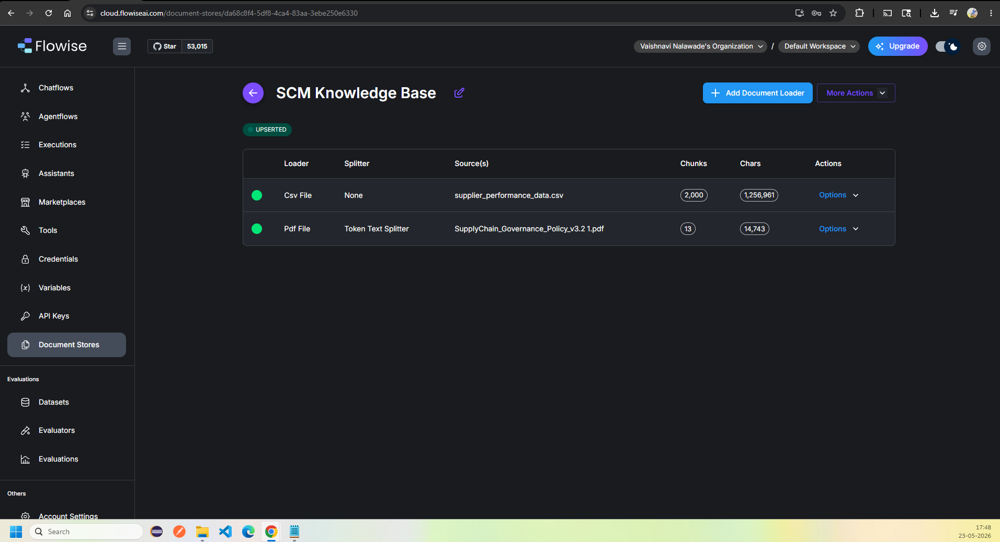 cloud.flowiseai.com/document-stores/da68c8f4-5df8-4ca4-83aa-3ebe250e6330
Flowise
Star 53,015
Vaishnavi Nalawade's Organization / Default Workspace
Upgrade
Chatflows
Agentflows
Executions
Assistants
Marketplaces
Tools
Credentials
Variables
API Keys
Document Stores
Evaluations
Datasets
Evaluators
Evaluations
Others
Account Settings
SCM Knowledge Base
Add Document Loader
More Actions
UPSERTED
Loader Splitter Source(s) Chunks Chars Actions
Csv File None supplier_performance_data.csv 2,000 1,256,961 Options
Pdf File Token Text Splitter SupplyChain_Governance_Policy_v3.2 1.pdf 13 14,743 Options
Search
17:48
23-05-2026